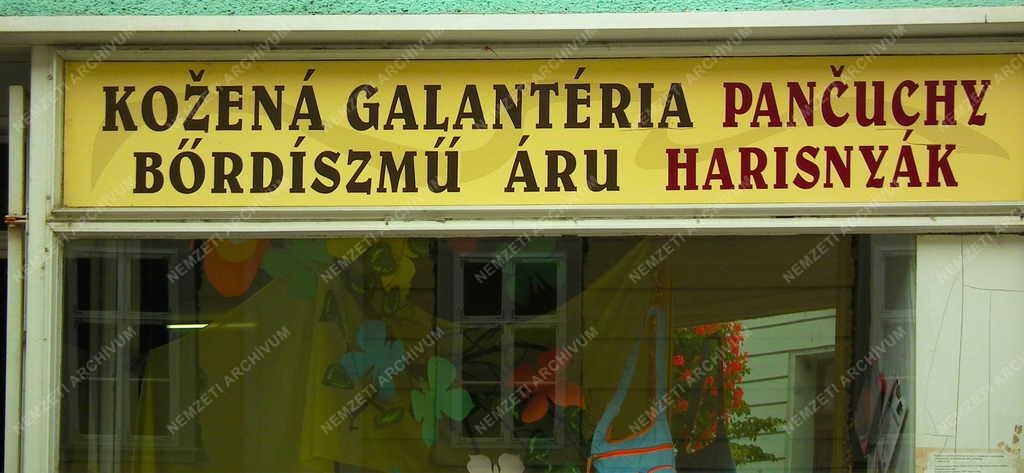 KOŽENÁ GALANTÉRIA PANČUCHY
BŐRDÍSZMŰ ÁRU HARISNYÁK
NEMZETI ARCHÍVUM